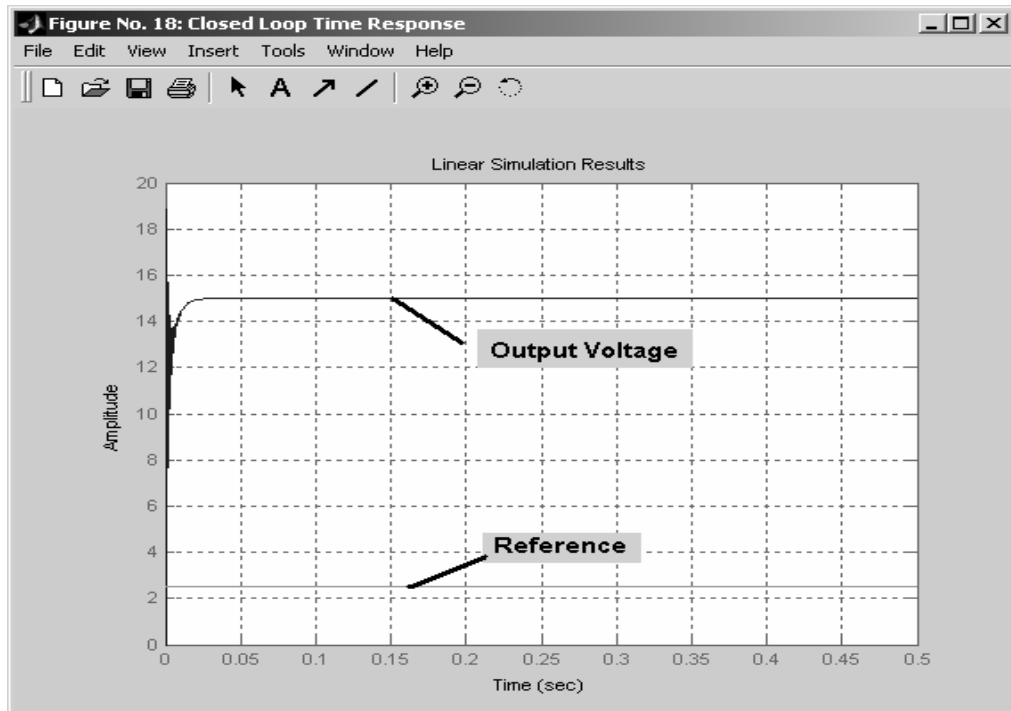 Figure No. 18: Closed Loop Time Response
File Edit View Insert Tools Window Help
A
Linear Simulation Results
20
18
16
14
12
10
8
6
4
2
0
Amplitude
Output Voltage
Reference
0 0.05 0.1 0.15 0.2 0.25 0.3 0.35 0.4 0.45 0.5
Time (sec)